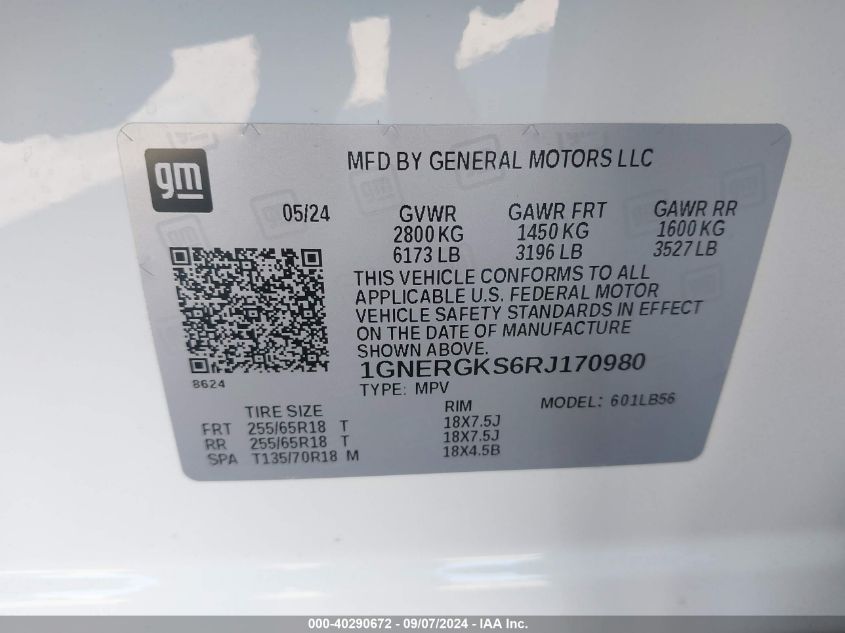 gm
MFD BY GENERAL MOTORS LLC
05/24 GVWR GAWR FRT GAWR RR
2800 KG 1450 KG 1600 KG
6173 LB 3196 LB 3527 LB
THIS VEHICLE CONFORMS TO ALL
APPLICABLE U.S. FEDERAL MOTOR
VEHICLE SAFETY STANDARDS IN EFFECT
ON THE DATE OF MANUFACTURE
SHOWN ABOVE.
1GNERGKS6RJ170980
8624
TYPE: MPV
MODEL: 601LB56
TIRE SIZE RIM
FRT 255/65R18 T 18X7.5J
RR 255/65R18 T 18X7.5J
SPA T135/70R18 M 18X4.5B
000-40290672 - 09/07/2024 - IAA Inc.